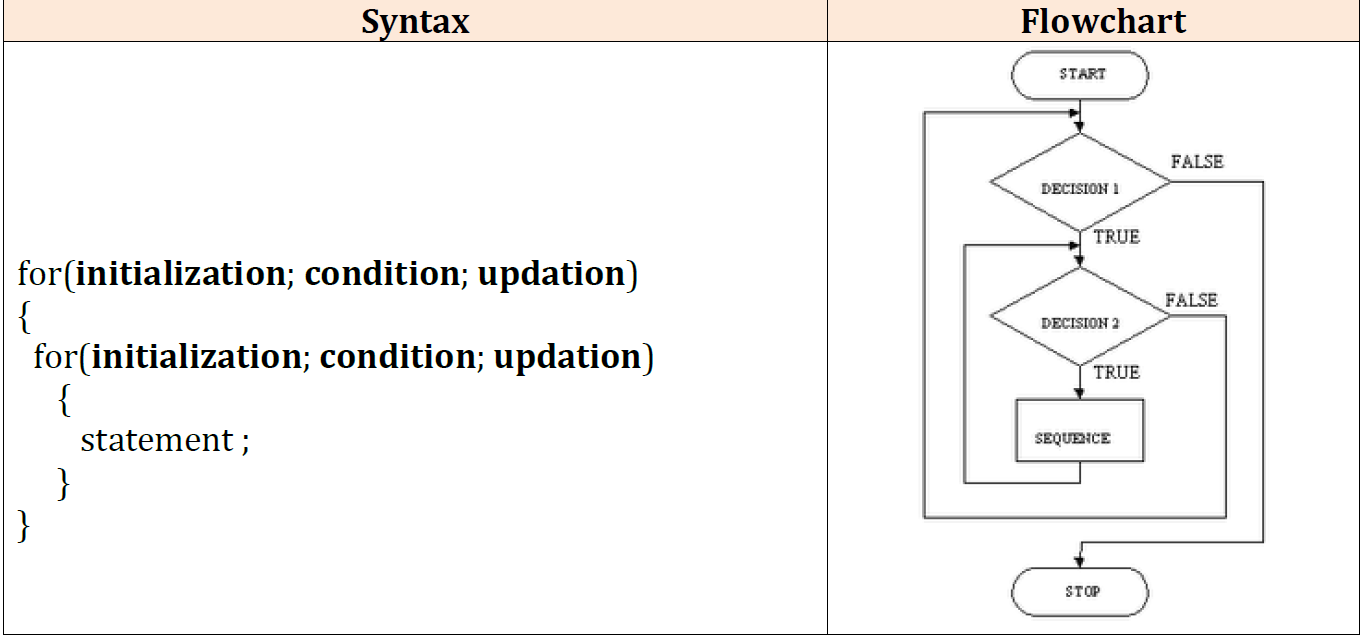 Syntax
Flowchart
for(initialization; condition; updation)
{
for(initialization; condition; updation)
{
statement ;
}
}
START
DECISION 1
FALSE
TRUE
DECISION 2
FALSE
TRUE
SEQUENCE
STOP